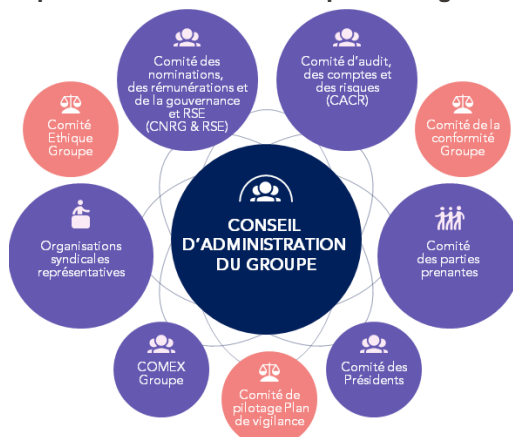 Comité des
nominations,
des rémunérations et
de la gouvernance
et RSE
(CNRG & RSE)
Comité d'audit,
des comptes et
des risques
(CACR)
Comité
Ethique
Groupe
Comité de la
conformité
Groupe
CONSEIL
D'ADMINISTRATION
DU GROUPE
Organisations
syndicales
représentatives
Comité
des parties
prenantes
COMEX
Groupe
Comité de
pilotage Plan
de vigilance
Comité des
Présidents